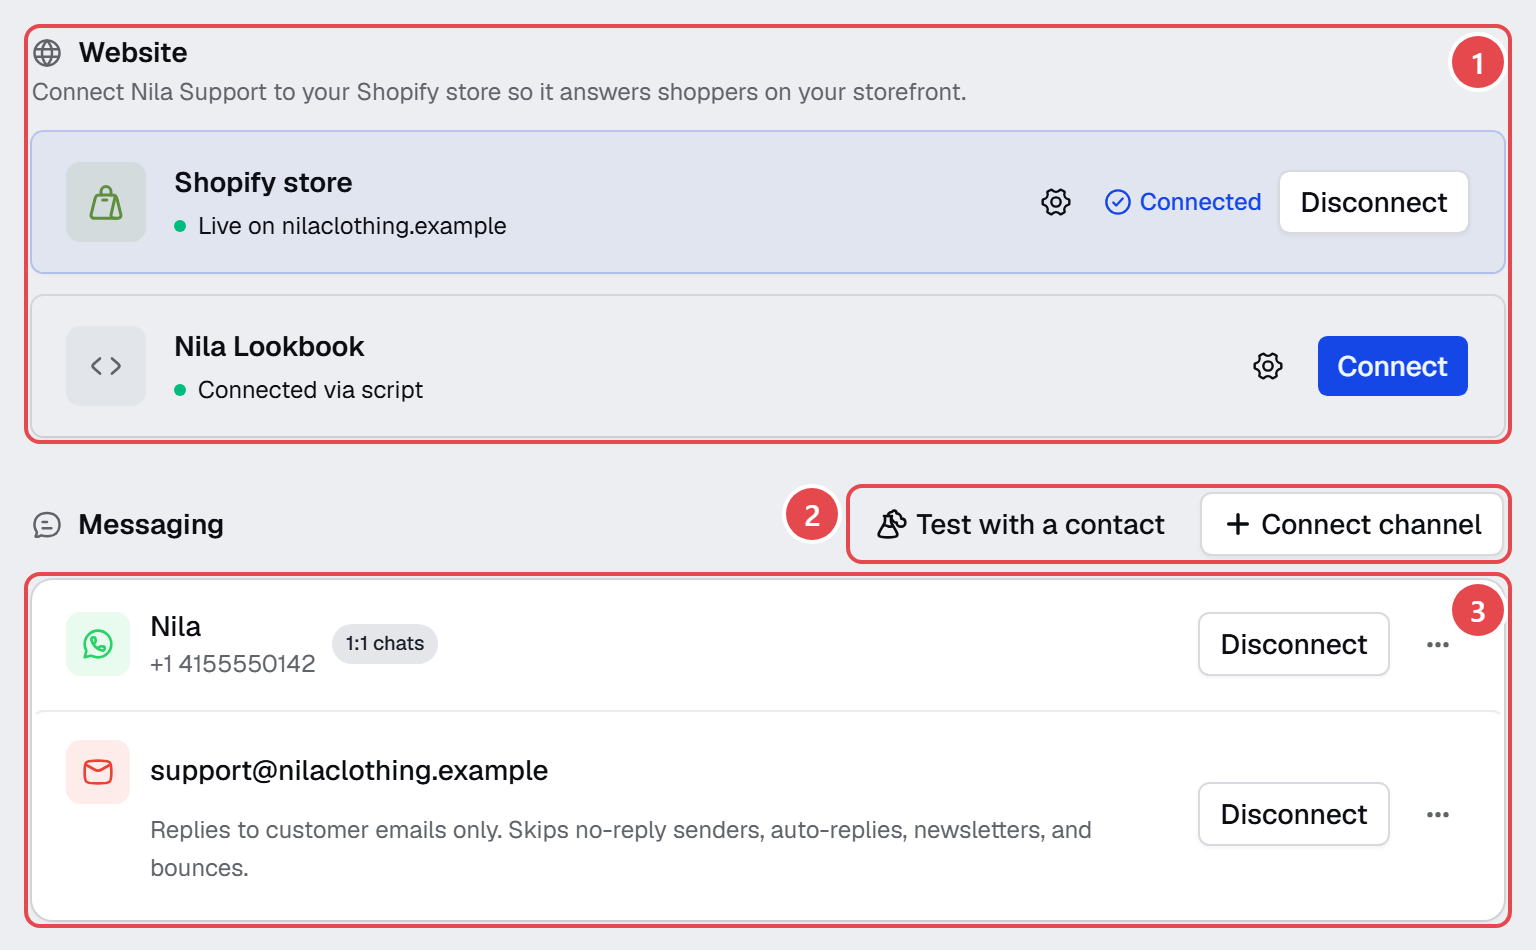 Website
1
Connect Nila Support to your Shopify store so it answers shoppers on your storefront.
Shopify store
Live on nilaclothing.example
Connected
Disconnect
Nila Lookbook
Connected via script
Connect
Messaging
2
Test with a contact
+ Connect channel
3
Nila
+1 4155550142
1:1 chats
Disconnect
support@nilaclothing.example
Replies to customer emails only. Skips no-reply senders, auto-replies, newsletters, and
bounces.
Disconnect